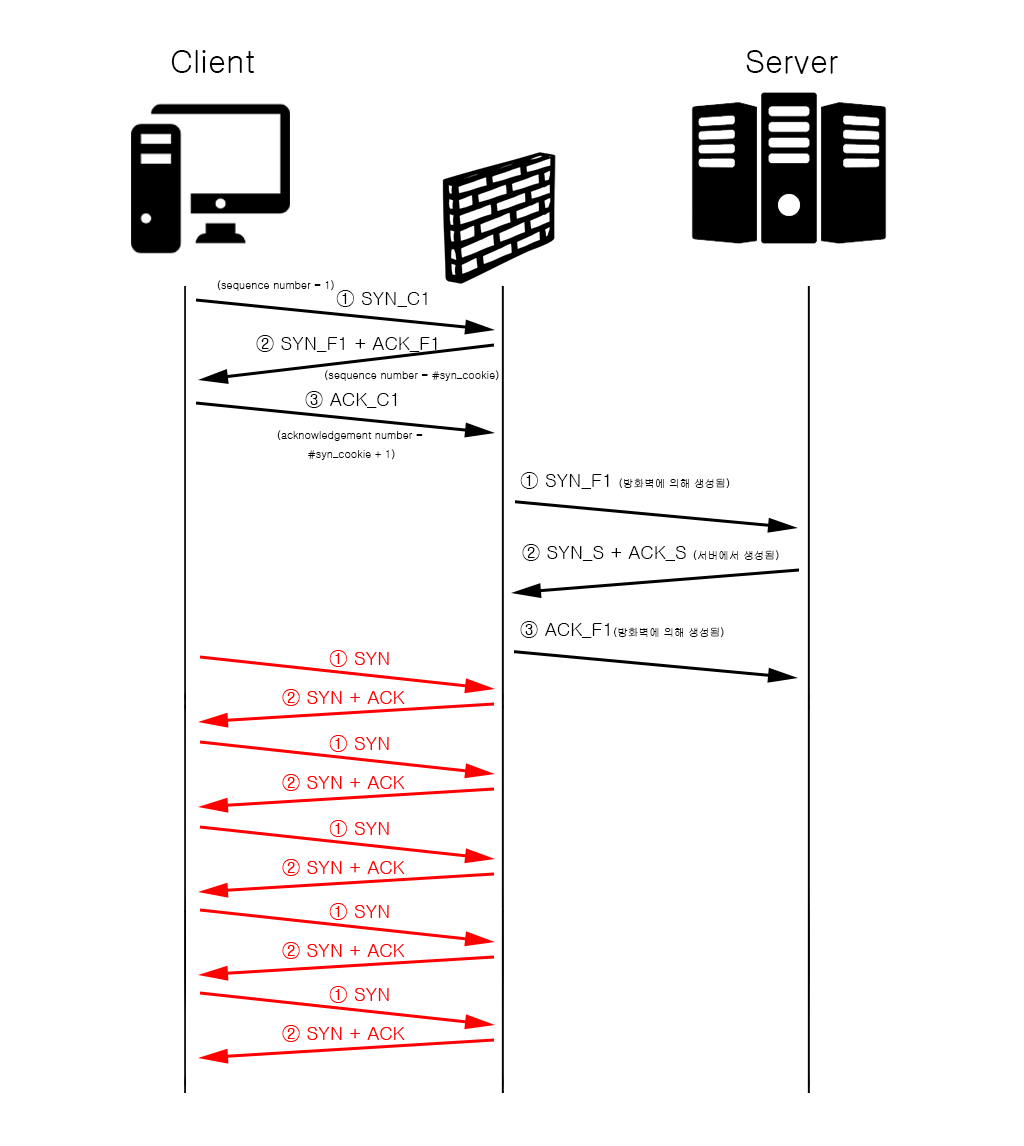 Client
Server
(sequence number - 1)
① SYN_C1
② SYN_F1 + ACK_F1
(sequence number - #syn_cookie)
③ ACK_C1
(acknowledgement number -
#syn_cookie + 1)
① SYN_F1 (방화벽에 의해 생성됨)
② SYN_S + ACK_S (서버에서 생성됨)
③ ACK_F1(방화벽에 의해 생성됨)
① SYN
② SYN + ACK
① SYN
② SYN + ACK
① SYN
② SYN + ACK
① SYN
② SYN + ACK
① SYN
② SYN + ACK